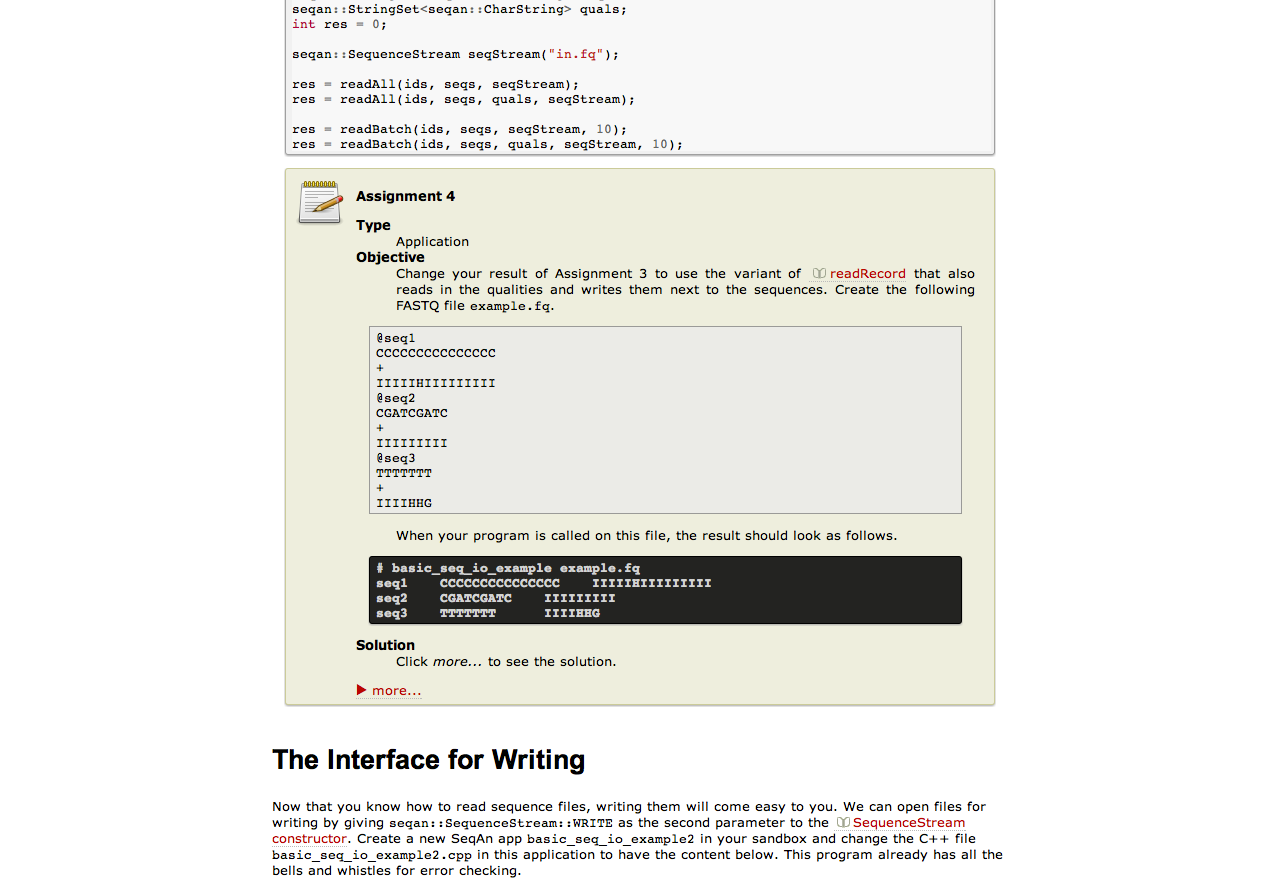 seqan::StringSet<seqan::CharString> quals;
int res = 0;
seqan::SequenceStream seqStream("in.fq");
res = readAll(ids, seqs, seqStream);
res = readAll(ids, seqs, quals, seqStream);
res = readBatch(ids, seqs, seqStream, 10);
res = readBatch(ids, seqs, quals, seqStream, 10);
Assignment 4
Type
Application
Objective
Change your result of Assignment 3 to use the variant of readRecord that also
reads in the qualities and writes them next to the sequences. Create the following
FASTQ file example.fq.
@seq1
CCCCCCCCCCCCCCC
+
IIIIIHIIIIIIIII
@seq2
CGATCGATC
+
IIIIIIIII
@seq3
TTTTTTT
+
IIIIHHG
When your program is called on this file, the result should look as follows.
# basic_seq_io_example example.fq
seq1    CCCCCCCCCCCCCCC    IIIIIHIIIIIIIII
seq2    CGATCGATC    IIIIIIIII
seq3    TTTTTTT      IIIIHHG
Solution
Click more... to see the solution.
more...
The Interface for Writing
Now that you know how to read sequence files, writing them will come easy to you. We can open files for
writing by giving seqan::SequenceStream::WRITE as the second parameter to the SequenceStream
constructor. Create a new SeqAn app basic_seq_io_example2 in your sandbox and change the C++ file
basic_seq_io_example2.cpp in this application to have the content below. This program already has all the
bells and whistles for error checking.